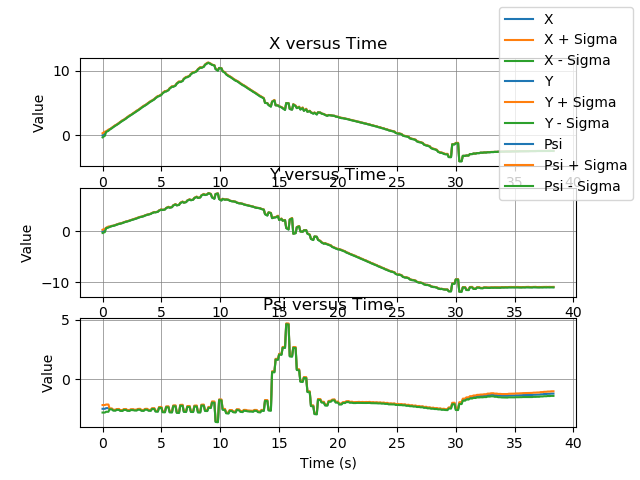 X versus Time
Value
10
0
0 5 10 15 20 25 30 35 40
X
X + Sigma
X - Sigma
Y
Y + Sigma
Y - Sigma
Psi
Psi + Sigma
Psi - Sigma
Y versus Time
Value
0
−10
0 5 10 15 20 25 30 35 40
Psi versus Time
Value
5
0
0 5 10 15 20 25 30 35 40
Time (s)